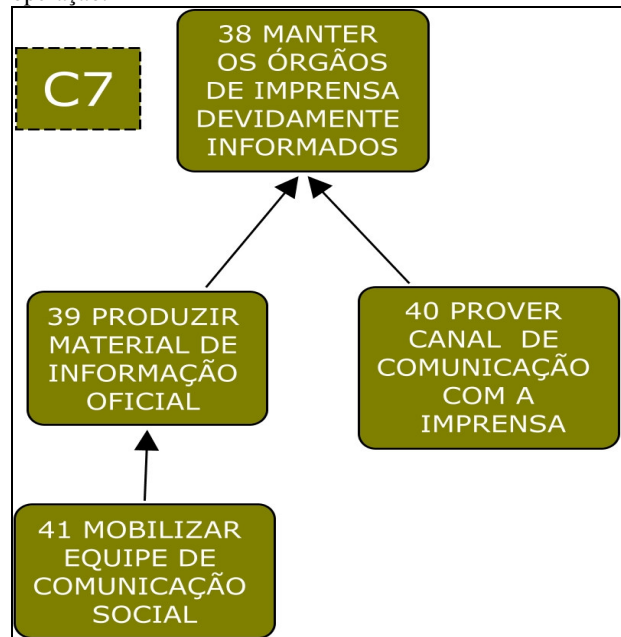 C7
38 MANTER
OS ÓRGÃOS
DE IMPRENSA
DEVIDAMENTE
INFORMADOS
39 PRODUZIR
MATERIAL DE
INFORMAÇÃO
OFICIAL
40 PROVER
CANAL DE
COMUNICAÇÃO
COM A
IMPRENSA
41 MOBILIZAR
EQUIPE DE
COMUNICAÇÃO
SOCIAL